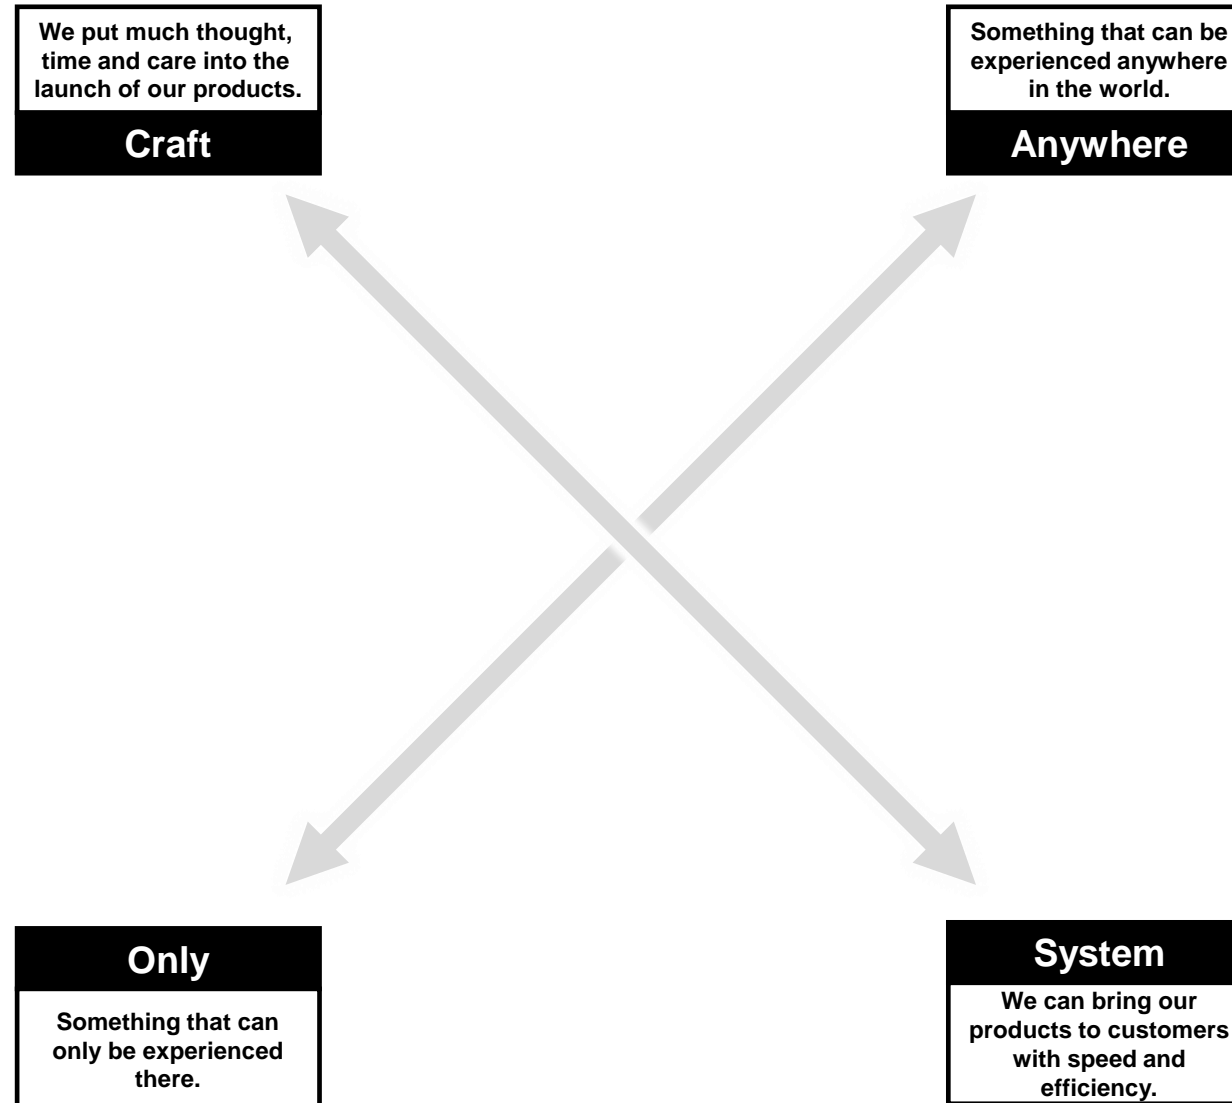 We put much thought,
time and care into the
launch of our products.
Craft
Something that can be
experienced anywhere
in the world.
Anywhere
Only
Something that can
only be experienced
there.
System
We can bring our
products to customers
with speed and
efficiency.